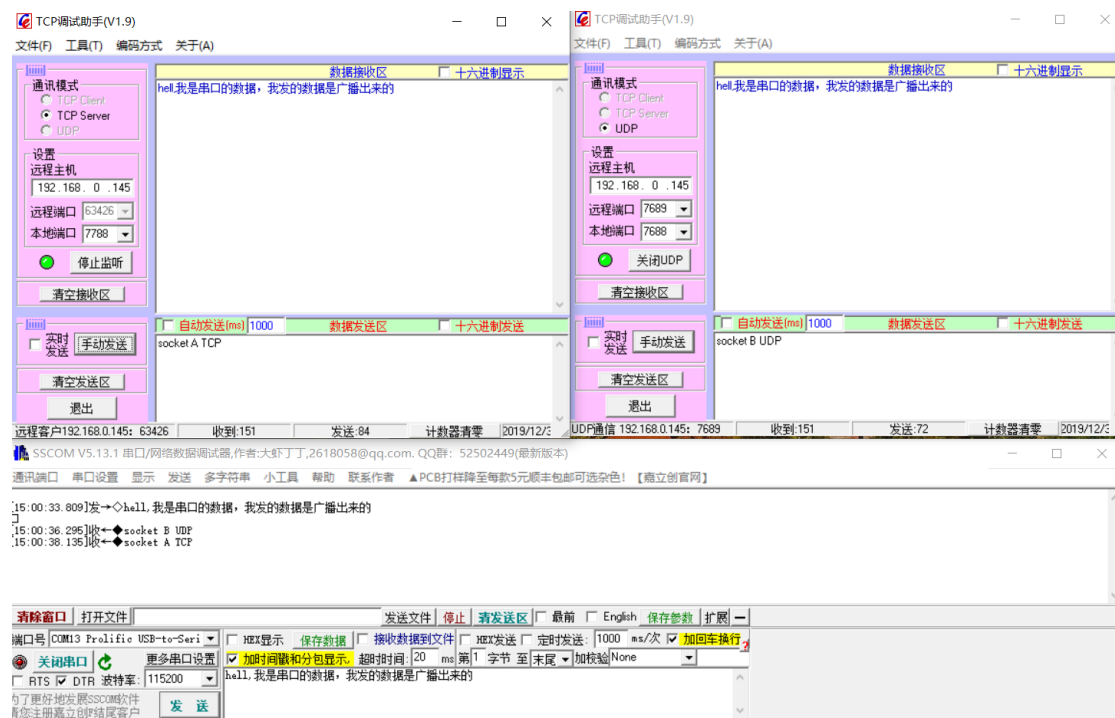 TCP调试助手(V1.9)
文件(F) 工具(T) 编码方式 关于(A)
通讯模式
TCP Client
TCP Server
UDP
设置
远程主机
192.168. 0 .145
远程端口 63426
本地端口 7788
停止监听
清空接收区
数据接收区 十六进制显示
hell,我是串口的数据，我发的数据是广播出来的
实时发送 手动发送
清空发送区
退出
自动发送(ms) 1000 数据发送区 十六进制发送
socket A TCP
远程客户192.168.0.145: 63426 收到:151 发送:84 计数器清零 2019/12/3
TCP调试助手(V1.9)
文件(F) 工具(T) 编码方式 关于(A)
通讯模式
TCP Client
TCP Server
UDP
设置
远程主机
192.168. 0 .145
远程端口 7689
本地端口 7688
关闭UDP
清空接收区
数据接收区 十六进制显示
hell,我是串口的数据，我发的数据是广播出来的
实时发送 手动发送
清空发送区
退出
自动发送(ms) 1000 数据发送区 十六进制发送
socket B UDP
UDP通信 192.168.0.145: 7689 收到:151 发送:72 计数器清零 2019/12/3
SSCOM V5.13.1 串口/网络数据调试器,作者:大虾丁丁,2618058@qq.com. QQ群: 52502449(最新版本)
通讯端口 串口设置 显示 发送 多字符串 小工具 帮助 联系作者 ▲PCB打样降至每款5元顺丰包邮可选杂色!【嘉立创官网】
[15:00:33.809]发→◇hell,我是串口的数据，我发的数据是广播出来的
□
[15:00:36.295]收←◆socket B UDP
[15:00:38.135]收←◆socket A TCP
清除窗口 打开文件 发送文件 停止 清发送区 最前 English 保存参数 扩展 —
端口号 COM13 Prolific USB-to-Seri HEX显示 保存数据 接收数据到文件 HEX发送 定时发送: 1000 ms/次 加回车换行
关闭串口 更多串口设置 加时间戳和分包显示, 超时时间: 20 ms 第1 字节 至 末尾 加校验 None
RTS DTR 波特率: 115200
hell,我是串口的数据，我发的数据是广播出来的
为了更好地发展SSCOM软件
请您注册嘉立创F结尾客户
发 送